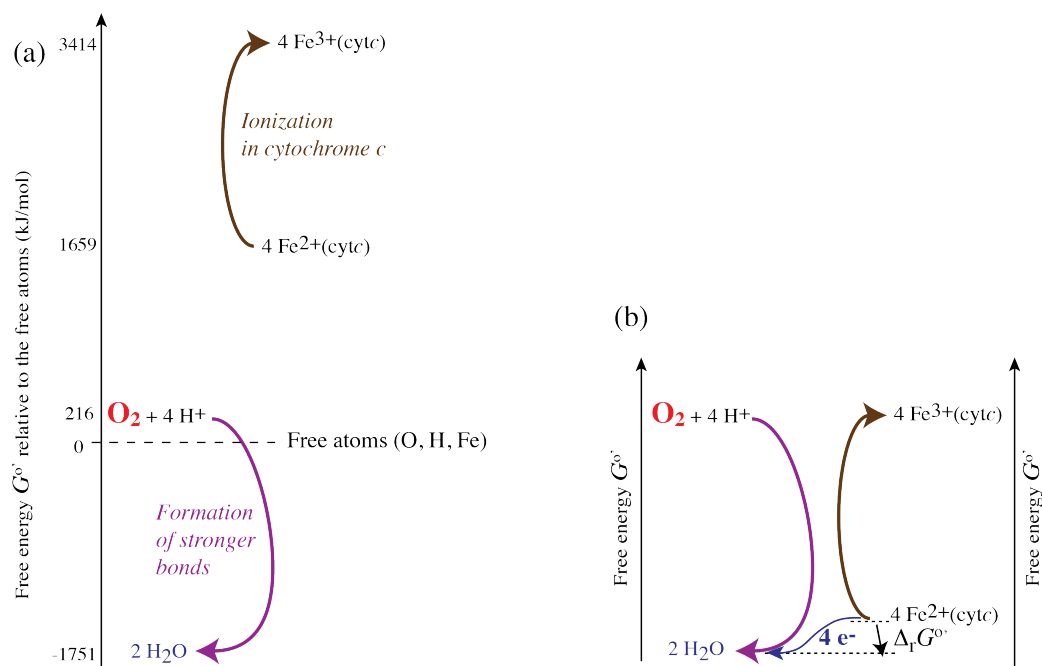 (a)
Free energy G°' relative to the free atoms (kJ/mol)
3414
4 Fe3+(cytc)
Ionization
in cytochrome c
1659
4 Fe2+(cytc)
216
O2 + 4 H+
0
Free atoms (O, H, Fe)
Formation
of stronger
bonds
-1751
2 H2O
(b)
Free energy G°'
O2 + 4 H+
4 Fe3+(cytc)
4 Fe2+(cytc)
4 e-
ΔrG°'
2 H2O
Free energy G°'